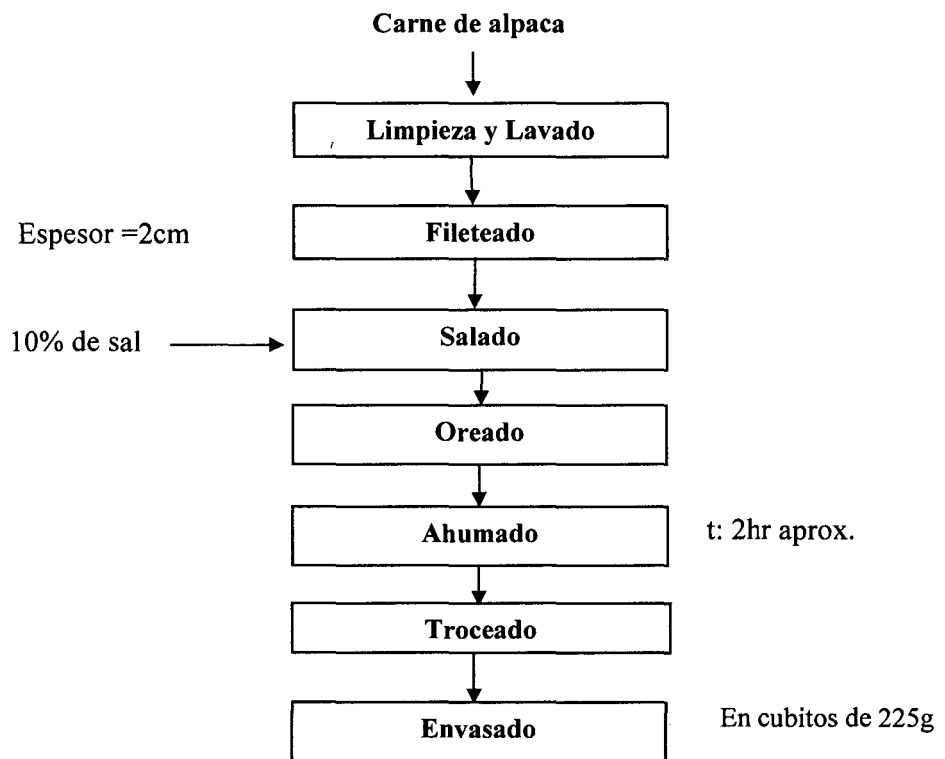 Carne de alpaca
Limpieza y Lavado
Espesor =2cm
Fileteado
10% de sal
Salado
Oreado
Ahumado
t: 2hr aprox.
Troceado
Envasado
En cubitos de 225g